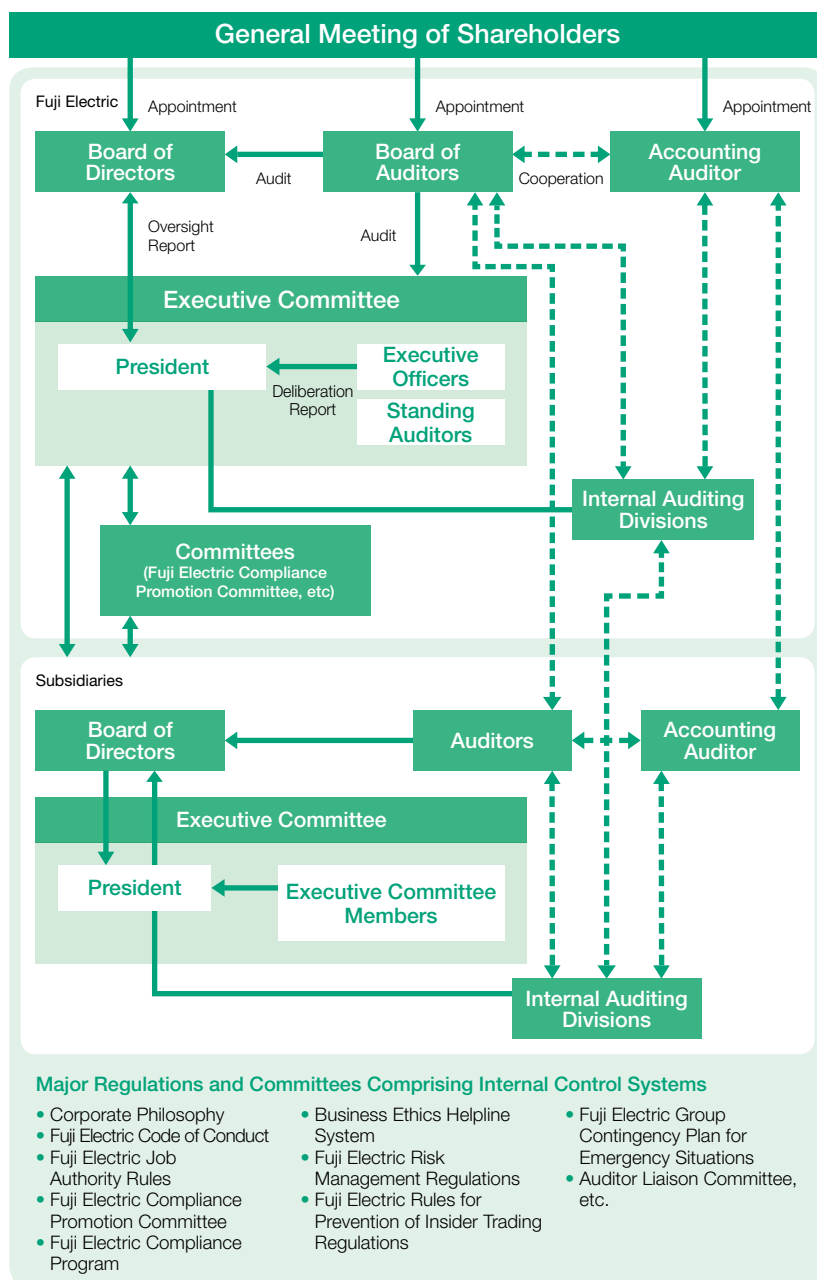 General Meeting of Shareholders
Fuji Electric
Appointment
Appointment
Appointment
Board of
Directors
Audit
Board of
Auditors
Cooperation
Accounting
Auditor
Oversight
Report
Audit
Executive Committee
President
Deliberation
Report
Executive
Officers
Standing
Auditors
Internal Auditing
Divisions
Committees
(Fuji Electric Compliance
Promotion Committee, etc)
Subsidiaries
Board of
Directors
Auditors
Accounting
Auditor
Executive Committee
President
Executive Committee
Members
Internal Auditing
Divisions
Major Regulations and Committees Comprising Internal Control Systems
• Corporate Philosophy
• Fuji Electric Code of Conduct
• Fuji Electric Job
Authority Rules
• Fuji Electric Compliance
Promotion Committee
• Fuji Electric Compliance
Program
• Business Ethics Helpline
System
• Fuji Electric Risk
Management Regulations
• Fuji Electric Rules for
Prevention of Insider Trading
Regulations
• Fuji Electric Group
Contingency Plan for
Emergency Situations
• Auditor Liaison Committee,
etc.